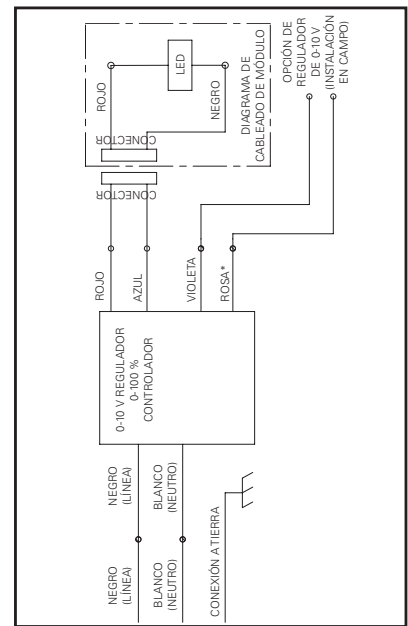 NEGRO
(LÍNEA)
NEGRO
(LÍNEA)
BLANCO
(NEUTRO)
BLANCO
(NEUTRO)
CONEXIÓN A TIERRA
0-10 V REGULADOR
0-100 %
CONTROLADOR
ROJO
AZUL
VIOLETA
ROSA*
CONECTOR
CONECTOR
ROJO
LED
NEGRO
DIAGRAMA DE
CABLEADO DE MÓDULO
OPCIÓN DE
REGULADOR
DE 0-10 V
(INSTALACIÓN
EN CAMPO)